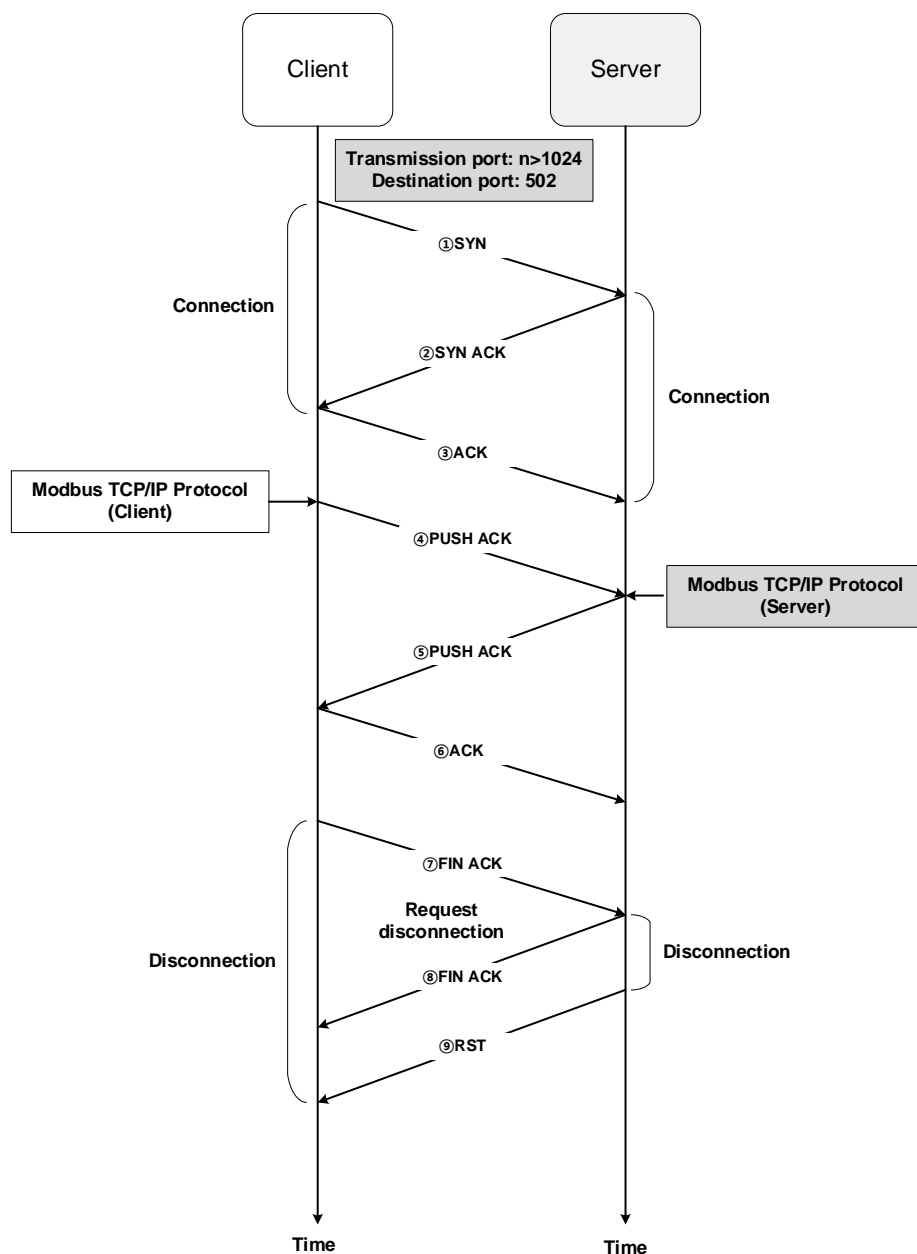 Client
Server
Transmission port: n>1024
Destination port: 502
①SYN
Connection
②SYN ACK
Connection
③ACK
Modbus TCP/IP Protocol
(Client)
④PUSH ACK
Modbus TCP/IP Protocol
(Server)
⑤PUSH ACK
⑥ACK
⑦FIN ACK
Request
disconnection
Disconnection
Disconnection
⑧FIN ACK
⑨RST
Time
Time